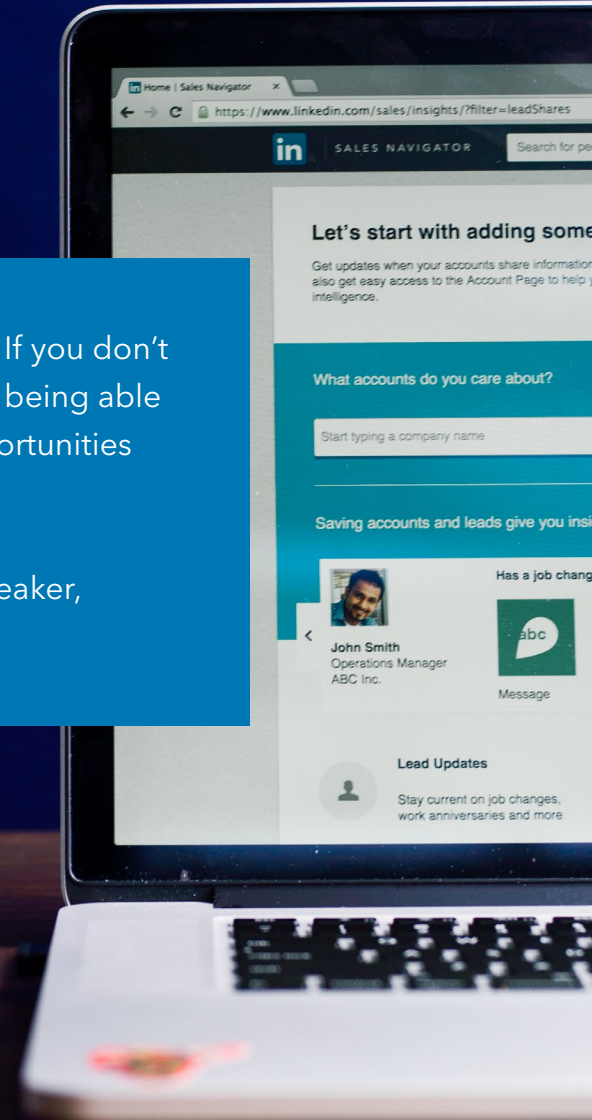 Home | Sales Navigator
https://www.linkedin.com/sales/insights/?filter=leadShares
in SALES NAVIGATOR Search for pe
Let's start with adding some
Get updates when your accounts share information
also get easy access to the Account Page to help y
intelligence.
If you don't
being able
ortunities
eaker,
What accounts do you care about?
Start typing a company name
Saving accounts and leads give you insi
Has a job chang
abc
John Smith
Operations Manager
ABC Inc.
Message
Lead Updates
Stay current on job changes,
work anniversaries and more